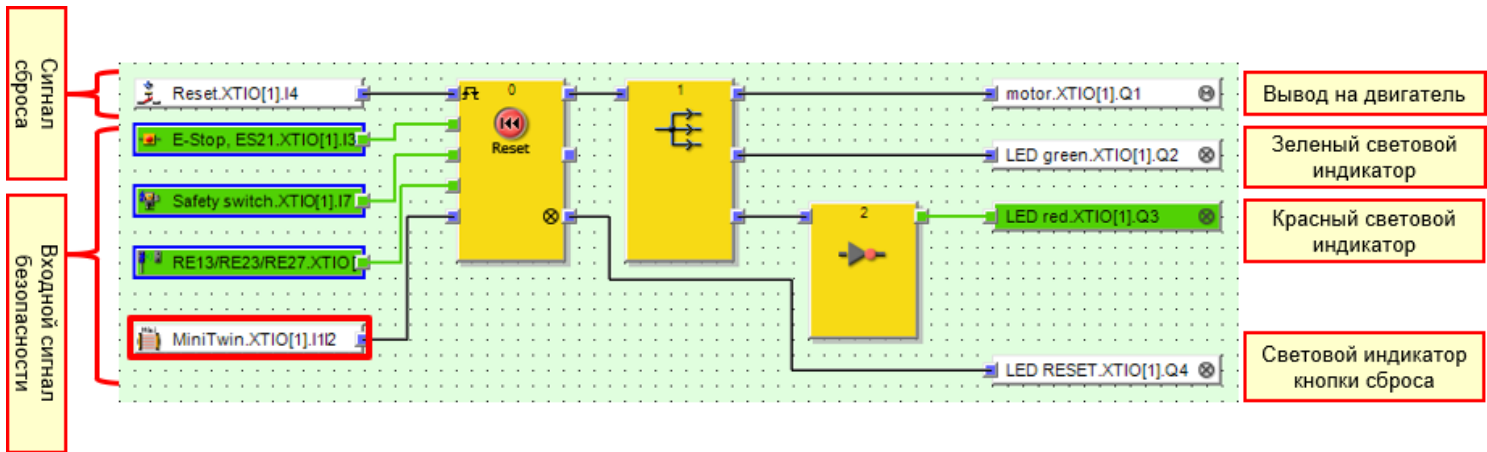 Сигнал
сброса
Входной сигнал
безопасности
Reset.XTIO[1].I4
E-Stop, ES21.XTIO[1].I3
Safety switch.XTIO[1].I7
RE13/RE23/RE27.XTIO[
MiniTwin.XTIO[1].I1I2
0
Reset
1
2
motor.XTIO[1].Q1
LED green.XTIO[1].Q2
LED red.XTIO[1].Q3
LED RESET.XTIO[1].Q4
Вывод на двигатель
Зеленый световой
индикатор
Красный световой
индикатор
Световой индикатор
кнопки сброса